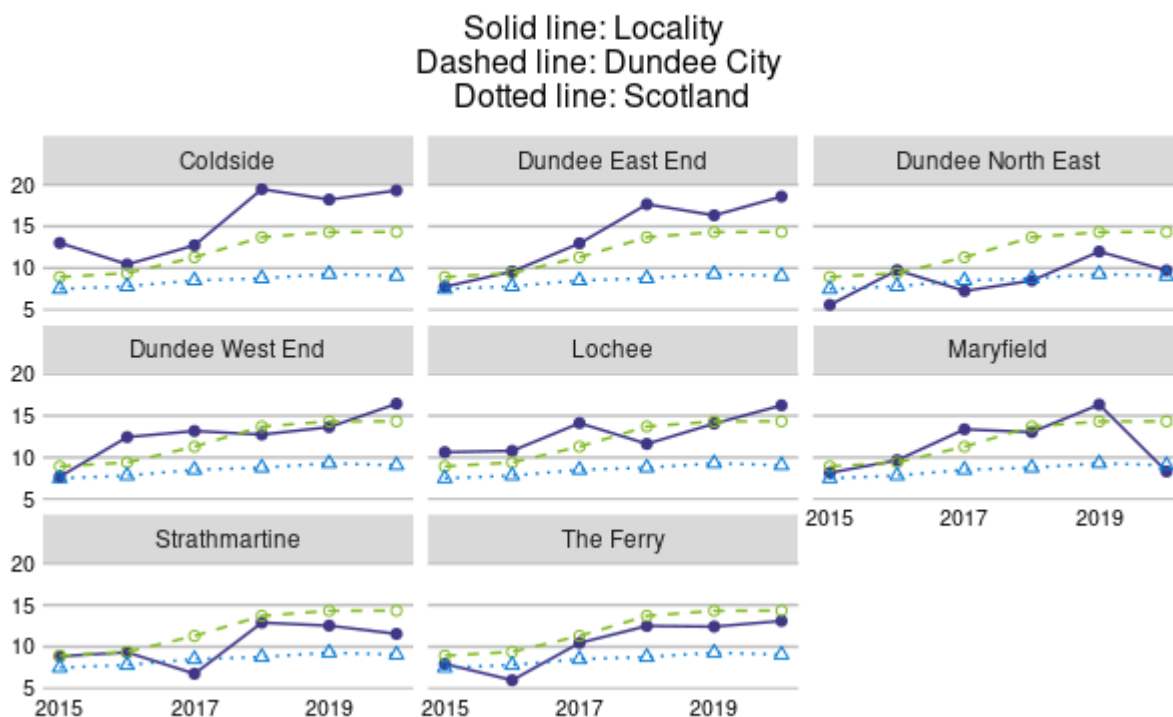 Solid line: Locality
Dashed line: Dundee City
Dotted line: Scotland
Coldside Dundee East End Dundee North East
20
15
10
5
Dundee West End Lochee Maryfield
20
15
10
5
2015 2017 2019
Strathmartine The Ferry
20
15
10
5
2015 2017 2019 2015 2017 2019